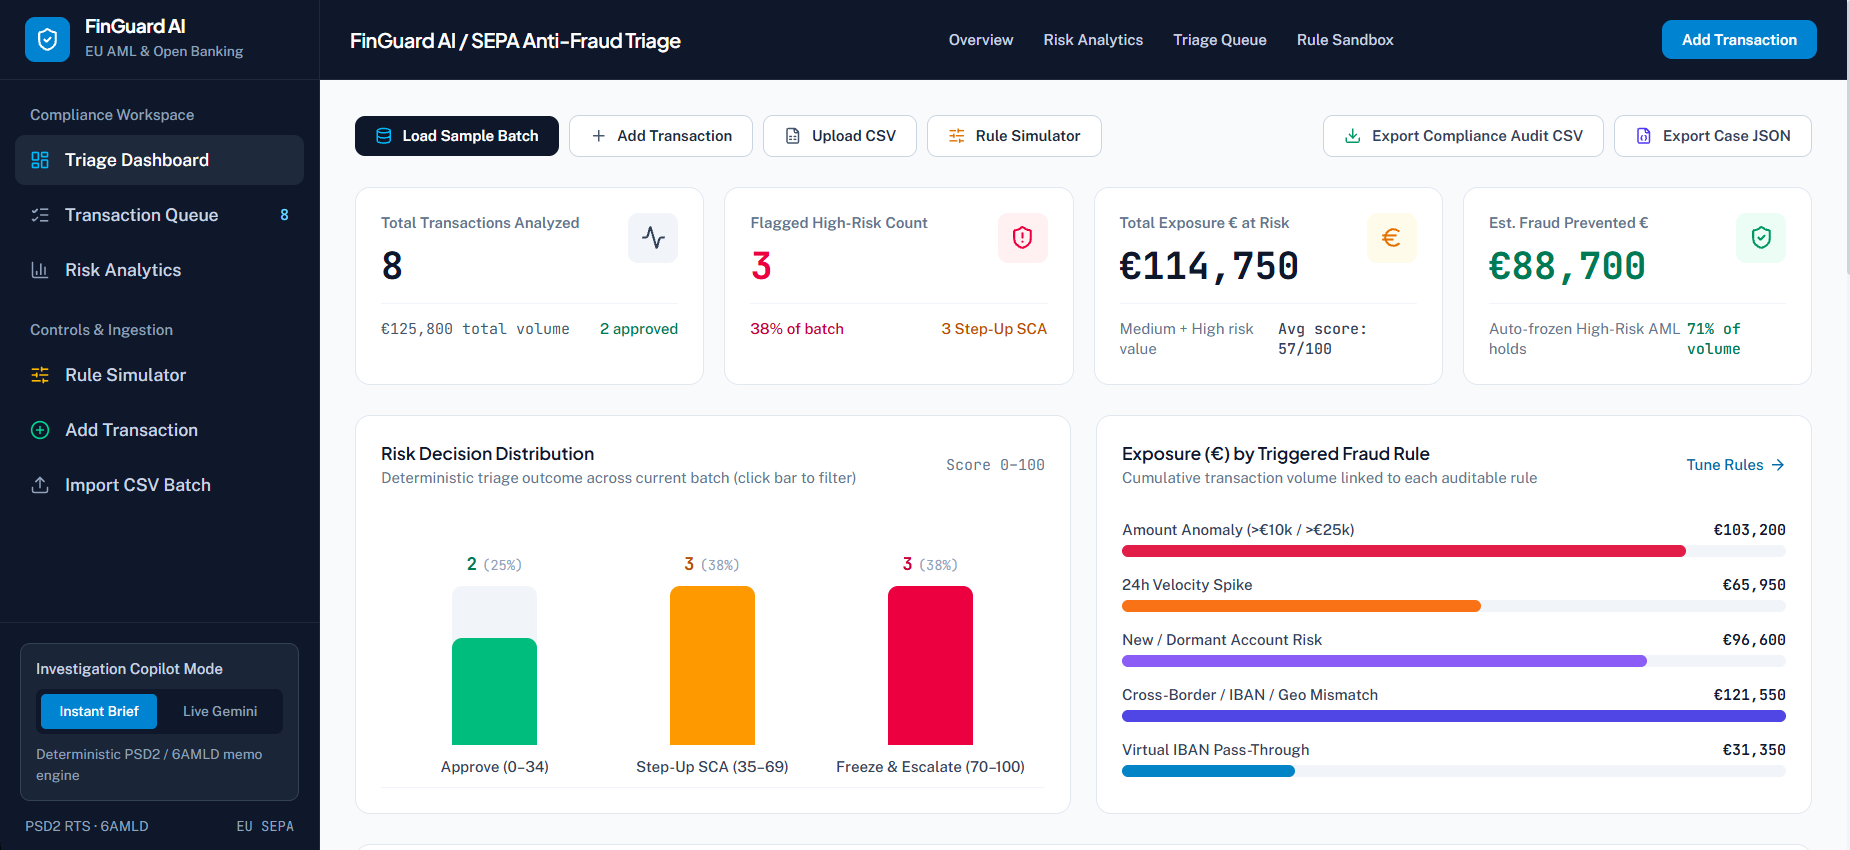 FinGuard AI
EU AML & Open Banking
Compliance Workspace
Triage Dashboard
Transaction Queue 8
Risk Analytics
Controls & Ingestion
Rule Simulator
Add Transaction
Import CSV Batch
Investigation Copilot Mode
Instant Brief Live Gemini
Deterministic PSD2 / 6AMLD memo
engine
PSD2 RTS · 6AMLD EU SEPA
FinGuard AI / SEPA Anti-Fraud Triage
Overview Risk Analytics Triage Queue Rule Sandbox
Add Transaction
Load Sample Batch
Add Transaction
Upload CSV
Rule Simulator
Export Compliance Audit CSV
Export Case JSON
Total Transactions Analyzed
8
€125,800 total volume 2 approved
Flagged High-Risk Count
3
38% of batch 3 Step-Up SCA
Total Exposure € at Risk
€114,750
Medium + High risk
value
Avg score:
57/100
Est. Fraud Prevented €
€88,700
Auto-frozen High-Risk AML
holds
71% of
volume
Risk Decision Distribution
Deterministic triage outcome across current batch (click bar to filter)
Score 0-100
2 (25%)
3 (38%)
3 (38%)
Approve (0–34)
Step-Up SCA (35–69)
Freeze & Escalate (70–100)
Exposure (€) by Triggered Fraud Rule
Cumulative transaction volume linked to each auditable rule
Tune Rules →
Amount Anomaly (>€10k / >€25k) €103,200
24h Velocity Spike €65,950
New / Dormant Account Risk €96,600
Cross-Border / IBAN / Geo Mismatch €121,550
Virtual IBAN Pass-Through €31,350